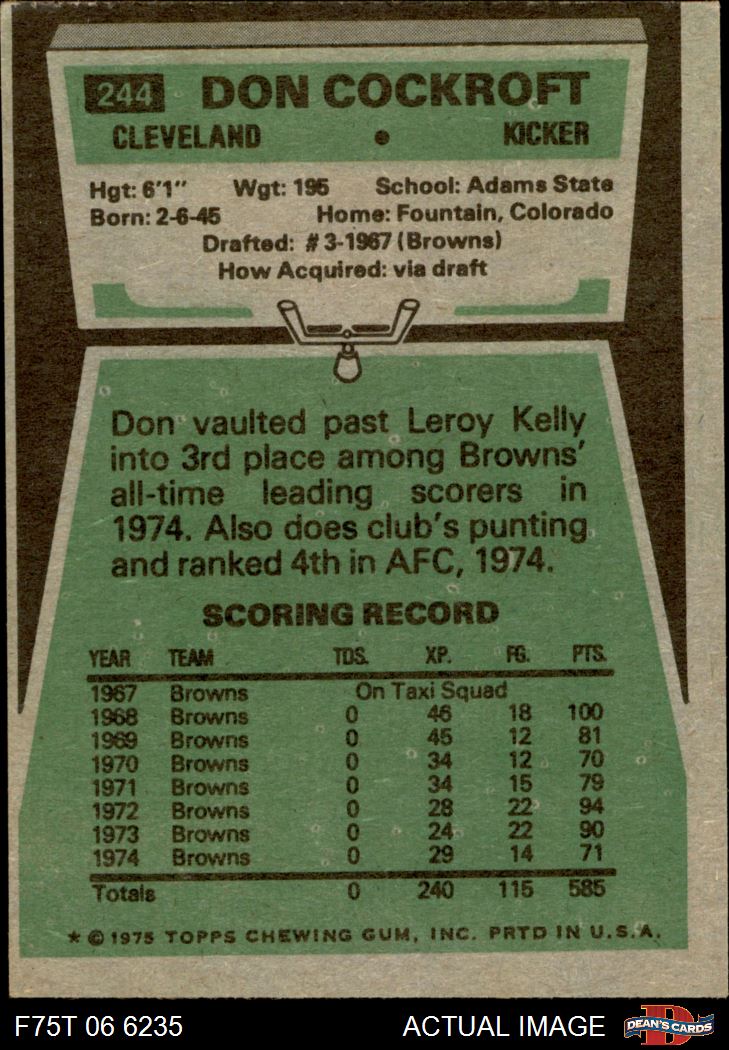 244 DON COCKROFT
CLEVELAND • KICKER
Hgt: 6'1" Wgt: 195 School: Adams State
Born: 2-6-45 Home: Fountain, Colorado
Drafted: #3-1967 (Browns)
How Acquired: via draft
Don vaulted past Leroy Kelly
into 3rd place among Browns'
all-time leading scorers in
1974. Also does club's punting
and ranked 4th in AFC, 1974.
SCORING RECORD
YEAR TEAM TDS. XP. FG. PTS.
1967 Browns On Taxi Squad
1968 Browns 0 46 18 100
1969 Browns 0 45 12 81
1970 Browns 0 34 12 70
1971 Browns 0 34 15 79
1972 Browns 0 28 22 94
1973 Browns 0 24 22 90
1974 Browns 0 29 14 71
Totals 0 240 115 585
* © 1975 TOPPS CHEWING GUM, INC. PRTD IN U.S.A.
F75T 06 6235 ACTUAL IMAGE D DEAN'S CARDS